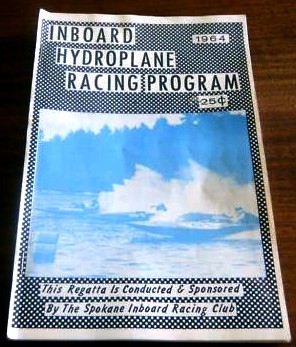 INBOARD
1964
HYDROPLANE
RACING PROGRAM
25¢
This Regatta Is Conducted & Sponsored
By The Spokane Inboard Racing Club